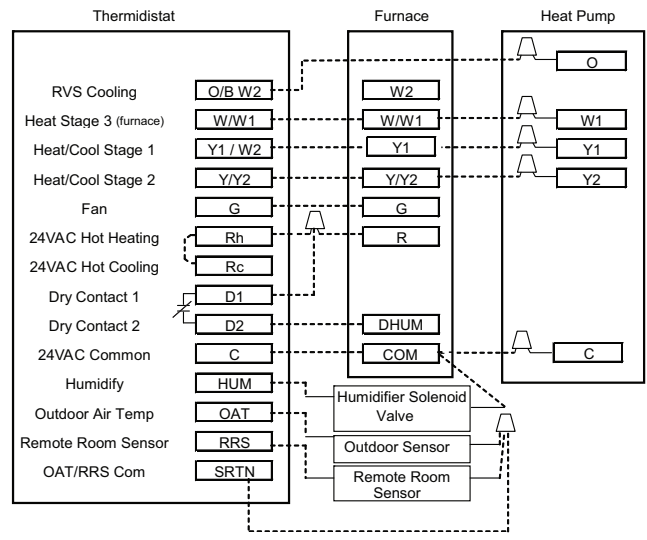 Thermidistat Furnace Heat Pump
O
RVS Cooling O/B W2 W2
Heat Stage 3 (furnace) W/W1 W/W1 W1
Heat/Cool Stage 1 Y1 / W2 Y1 Y1
Heat/Cool Stage 2 Y/Y2 Y/Y2 Y2
Fan G G
24VAC Hot Heating Rh R
24VAC Hot Cooling Rc
Dry Contact 1 D1
Dry Contact 2 D2 DHUM
24VAC Common C COM C
Humidify HUM
Humidifier Solenoid
Valve
Outdoor Air Temp OAT
Outdoor Sensor
Remote Room Sensor RRS
Remote Room
Sensor
OAT/RRS Com SRTN